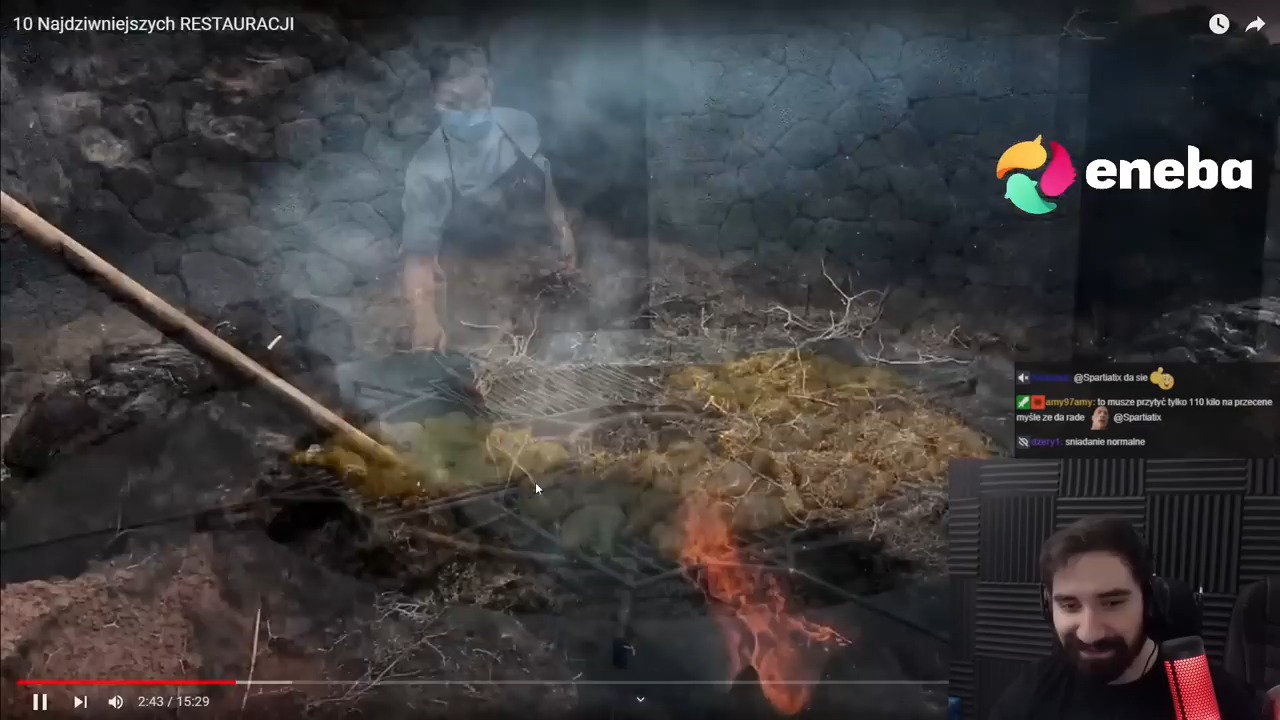 10 Najdziwniejszych RESTAURACJI
eneba
@Spartiatix da sie
amy97amy: to musze przytyć tylko 110 kilo na przecene
myśle ze da rade @Spartiatix
dzery1: sniadanie normalne
2:43 / 15:29